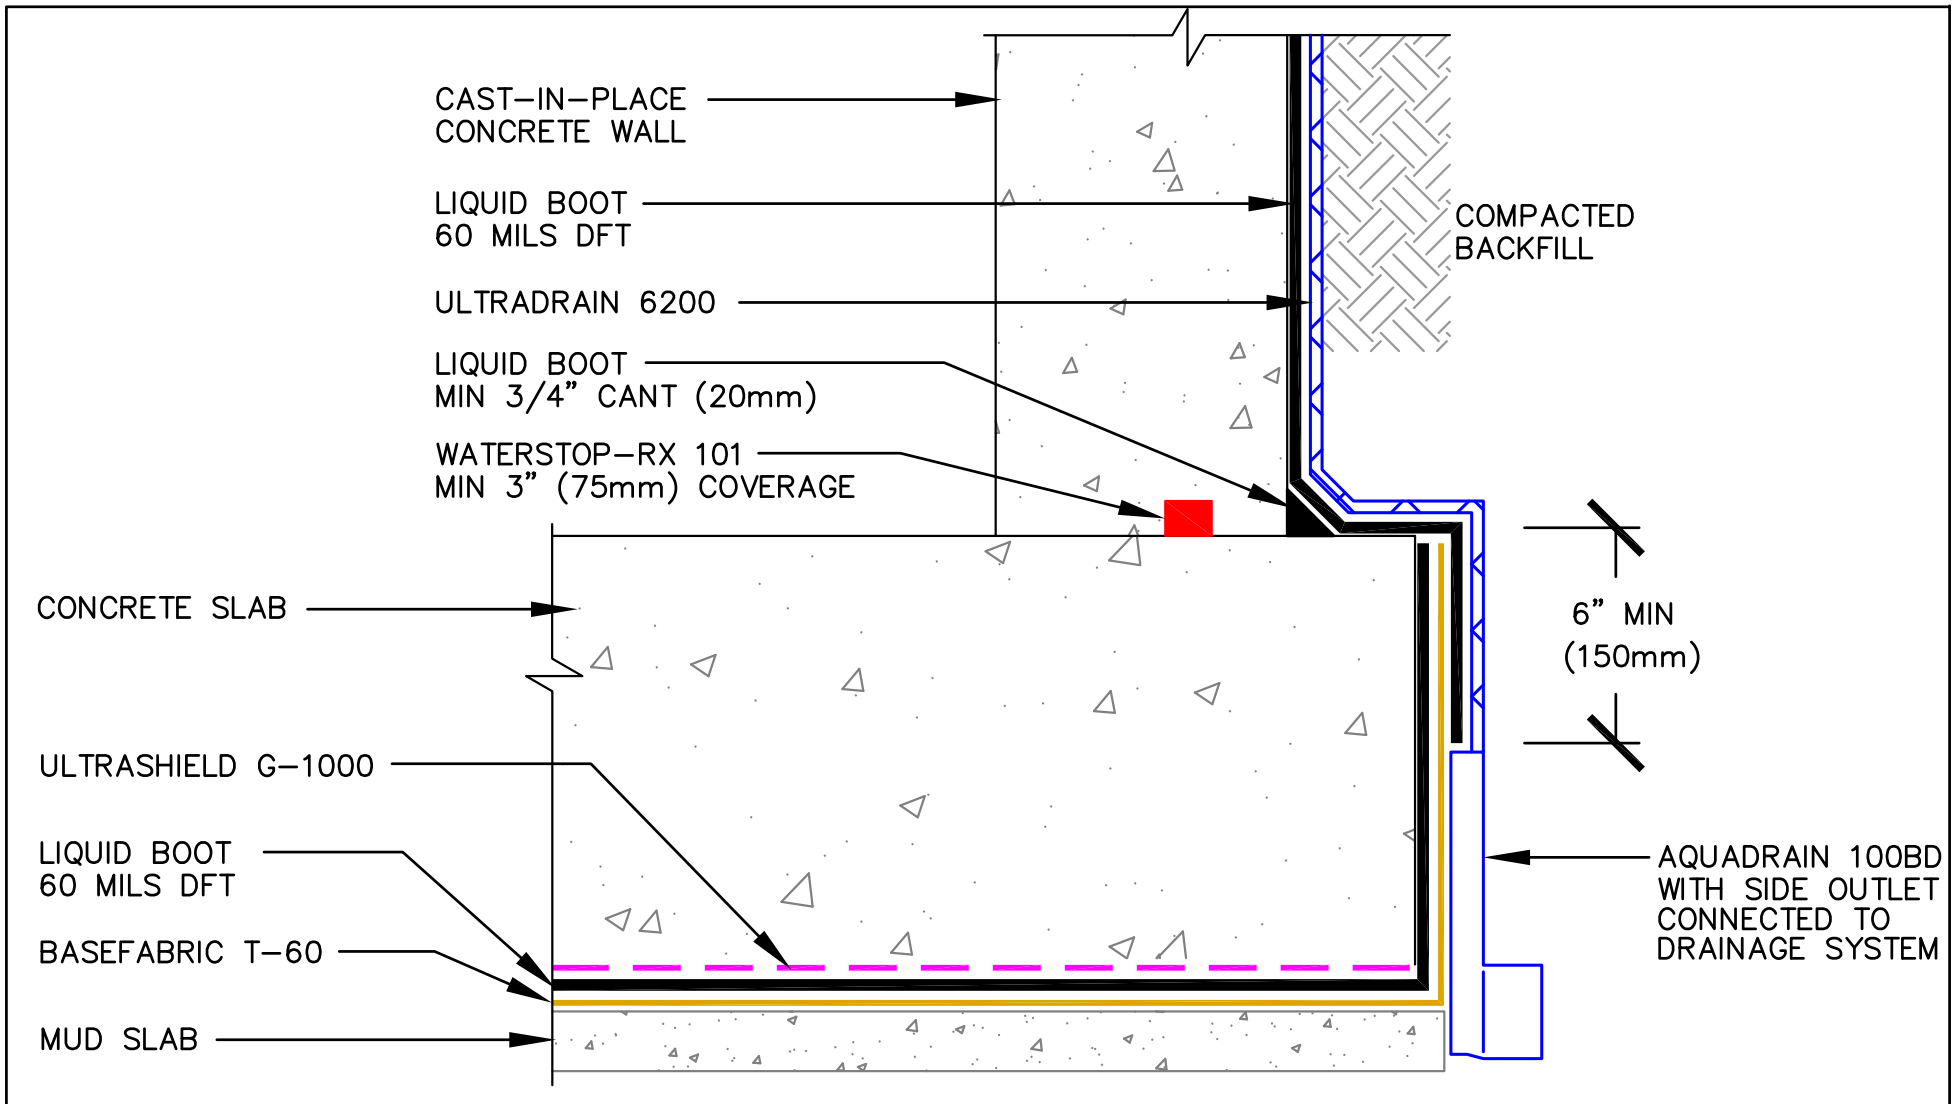 CAST-IN-PLACE
CONCRETE WALL
LIQUID BOOT
60 MILS DFT
COMPACTED
BACKFILL
ULTRADRAIN 6200
LIQUID BOOT
MIN 3/4" CANT (20mm)
WATERSTOP-RX 101
MIN 3" (75mm) COVERAGE
CONCRETE SLAB
6" MIN
(150mm)
ULTRASHIELD G-1000
LIQUID BOOT
60 MILS DFT
AQUADRAIN 100BD
WITH SIDE OUTLET
CONNECTED TO
DRAINAGE SYSTEM
BASEFABRIC T-60
MUD SLAB